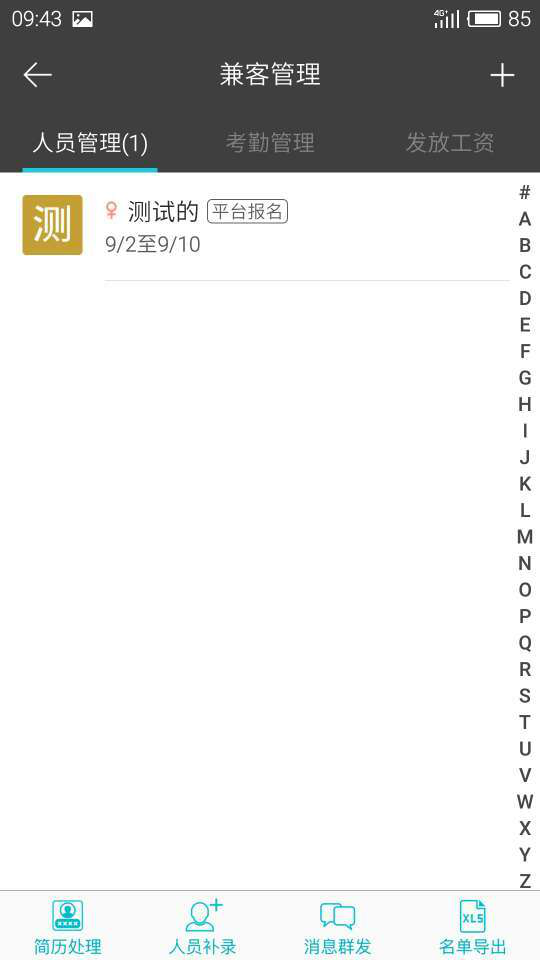 09:43 4G+ 85
兼客管理
人员管理(1) 考勤管理 发放工资
测 测试的 平台报名
9/2至9/10
#
A
B
C
D
E
F
G
H
I
J
K
L
M
N
O
P
Q
R
S
T
U
V
W
X
Y
Z
XLS
简历处理 人员补录 消息群发 名单导出